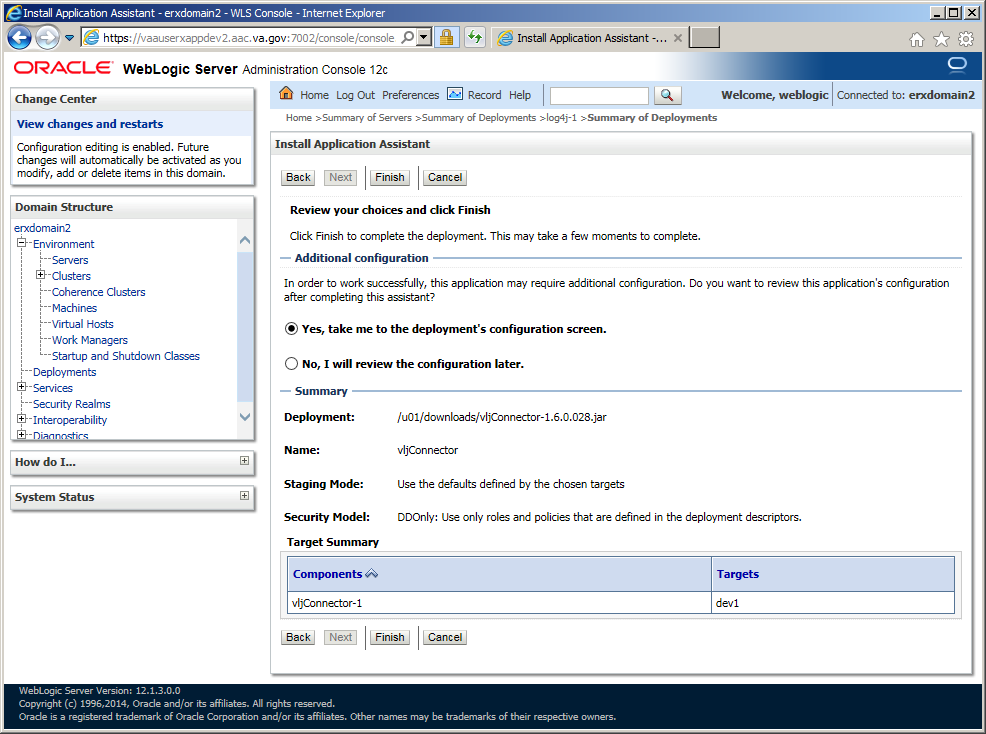 Install Application Assistant - erxdomain2 - WLS Console - Internet Explorer
https://vaauserxappdev2.aac.va.gov:7002/console/console
Install Application Assistant -...
ORACLE WebLogic Server Administration Console 12c
Change Center
View changes and restarts
Configuration editing is enabled. Future
changes will automatically be activated as you
modify, add or delete items in this domain.
Domain Structure
erxdomain2
Environment
Servers
Clusters
Coherence Clusters
Machines
Virtual Hosts
Work Managers
Startup and Shutdown Classes
Deployments
Services
Security Realms
Interoperability
Diagnostics
How do I...
System Status
Home Log Out Preferences Record Help
Welcome, weblogic Connected to: erxdomain2
Home >Summary of Servers >Summary of Deployments >log4j-1 >Summary of Deployments
Install Application Assistant
Back Next Finish Cancel
Review your choices and click Finish
Click Finish to complete the deployment. This may take a few moments to complete.
Additional configuration
In order to work successfully, this application may require additional configuration. Do you want to review this application's configuration
after completing this assistant?
Yes, take me to the deployment's configuration screen.
No, I will review the configuration later.
Summary
Deployment: /u01/downloads/vljConnector-1.6.0.028.jar
Name: vljConnector
Staging Mode: Use the defaults defined by the chosen targets
Security Model: DDOnly: Use only roles and policies that are defined in the deployment descriptors.
Target Summary
Components Targets
vljConnector-1 dev1
Back Next Finish Cancel
WebLogic Server Version: 12.1.3.0.0
Copyright (c) 1996,2014, Oracle and/or its affiliates. All rights reserved.
Oracle is a registered trademark of Oracle Corporation and/or its affiliates. Other names may be trademarks of their respective owners.